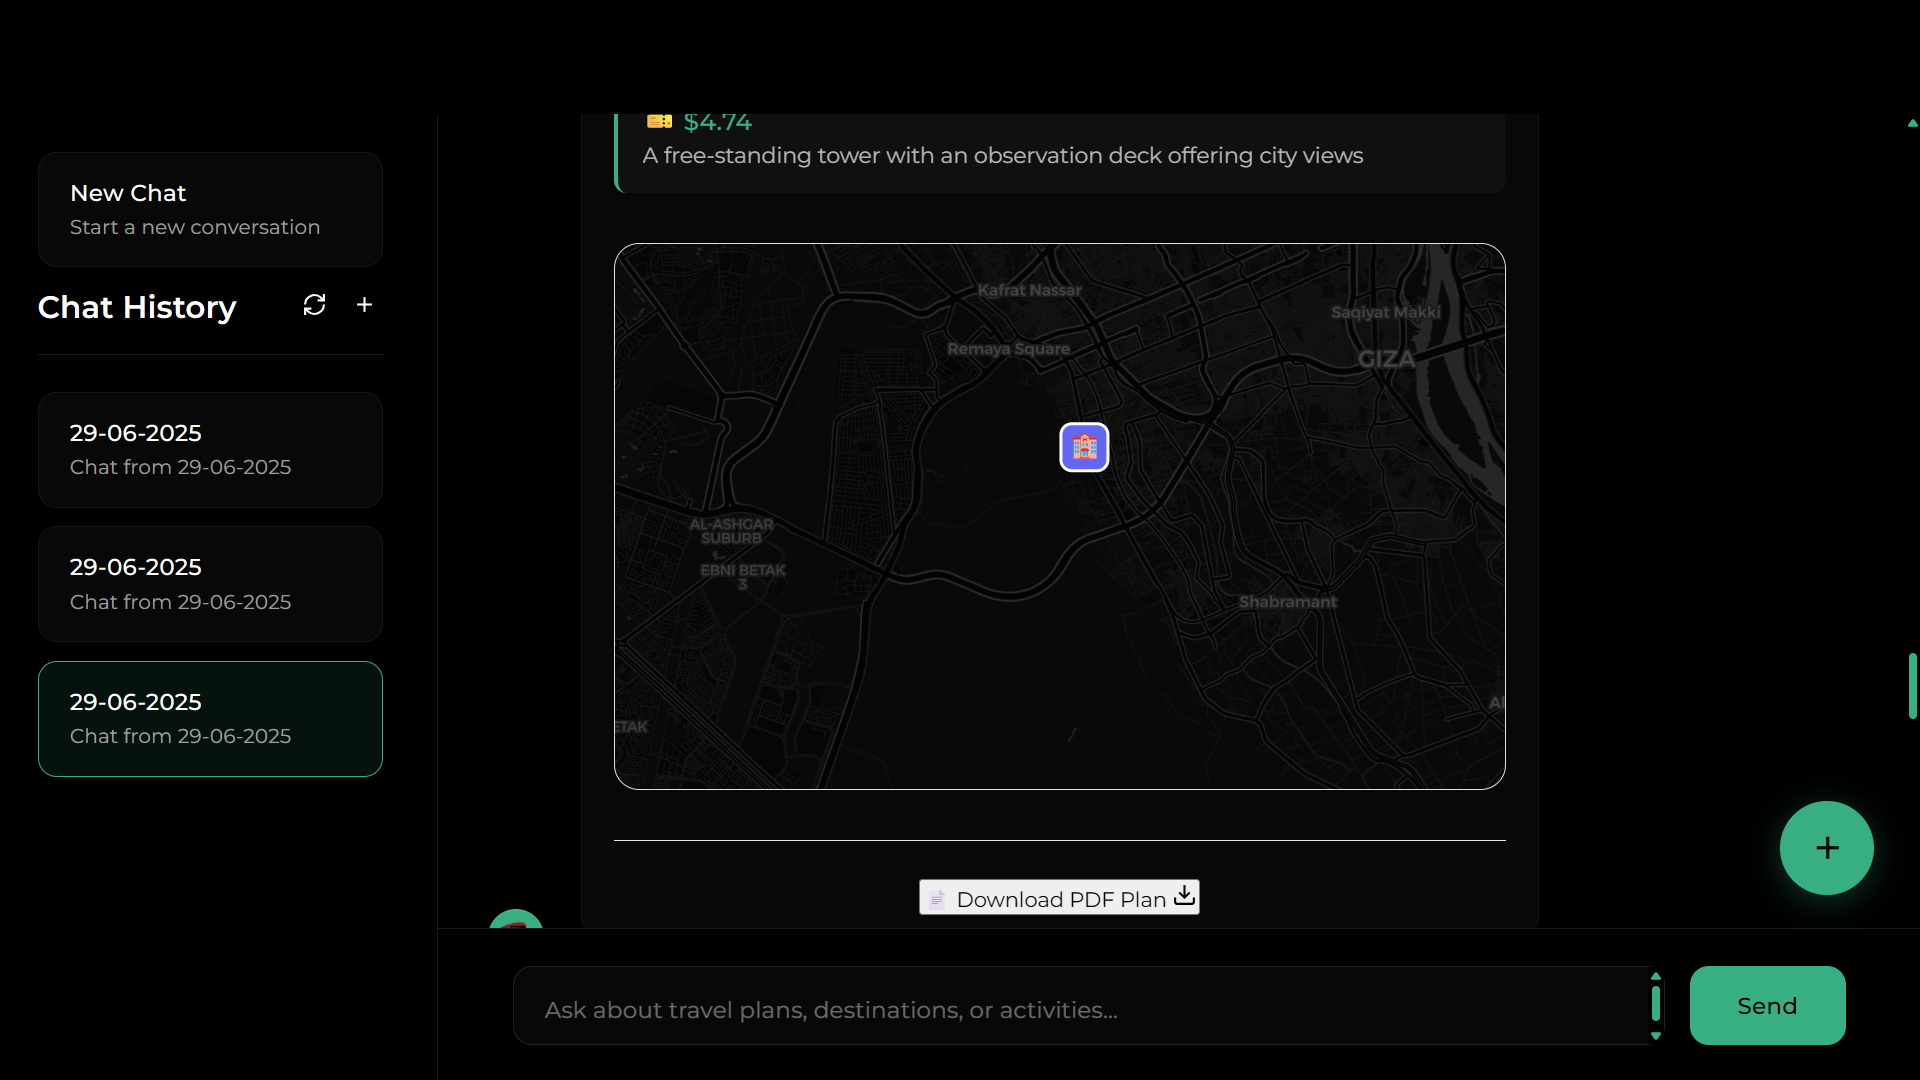 New Chat
Start a new conversation
Chat History
29-06-2025
Chat from 29-06-2025
29-06-2025
Chat from 29-06-2025
29-06-2025
Chat from 29-06-2025
$4.74
A free-standing tower with an observation deck offering city views
Kafrat Nassar
Saqiyat Makki
Remaya Square
GIZA
AL-ASHGAR
SUBURB
EBNI BETAK
3
Shabramant
Al
ETAK
Download PDF Plan
Ask about travel plans, destinations, or activities...
Send